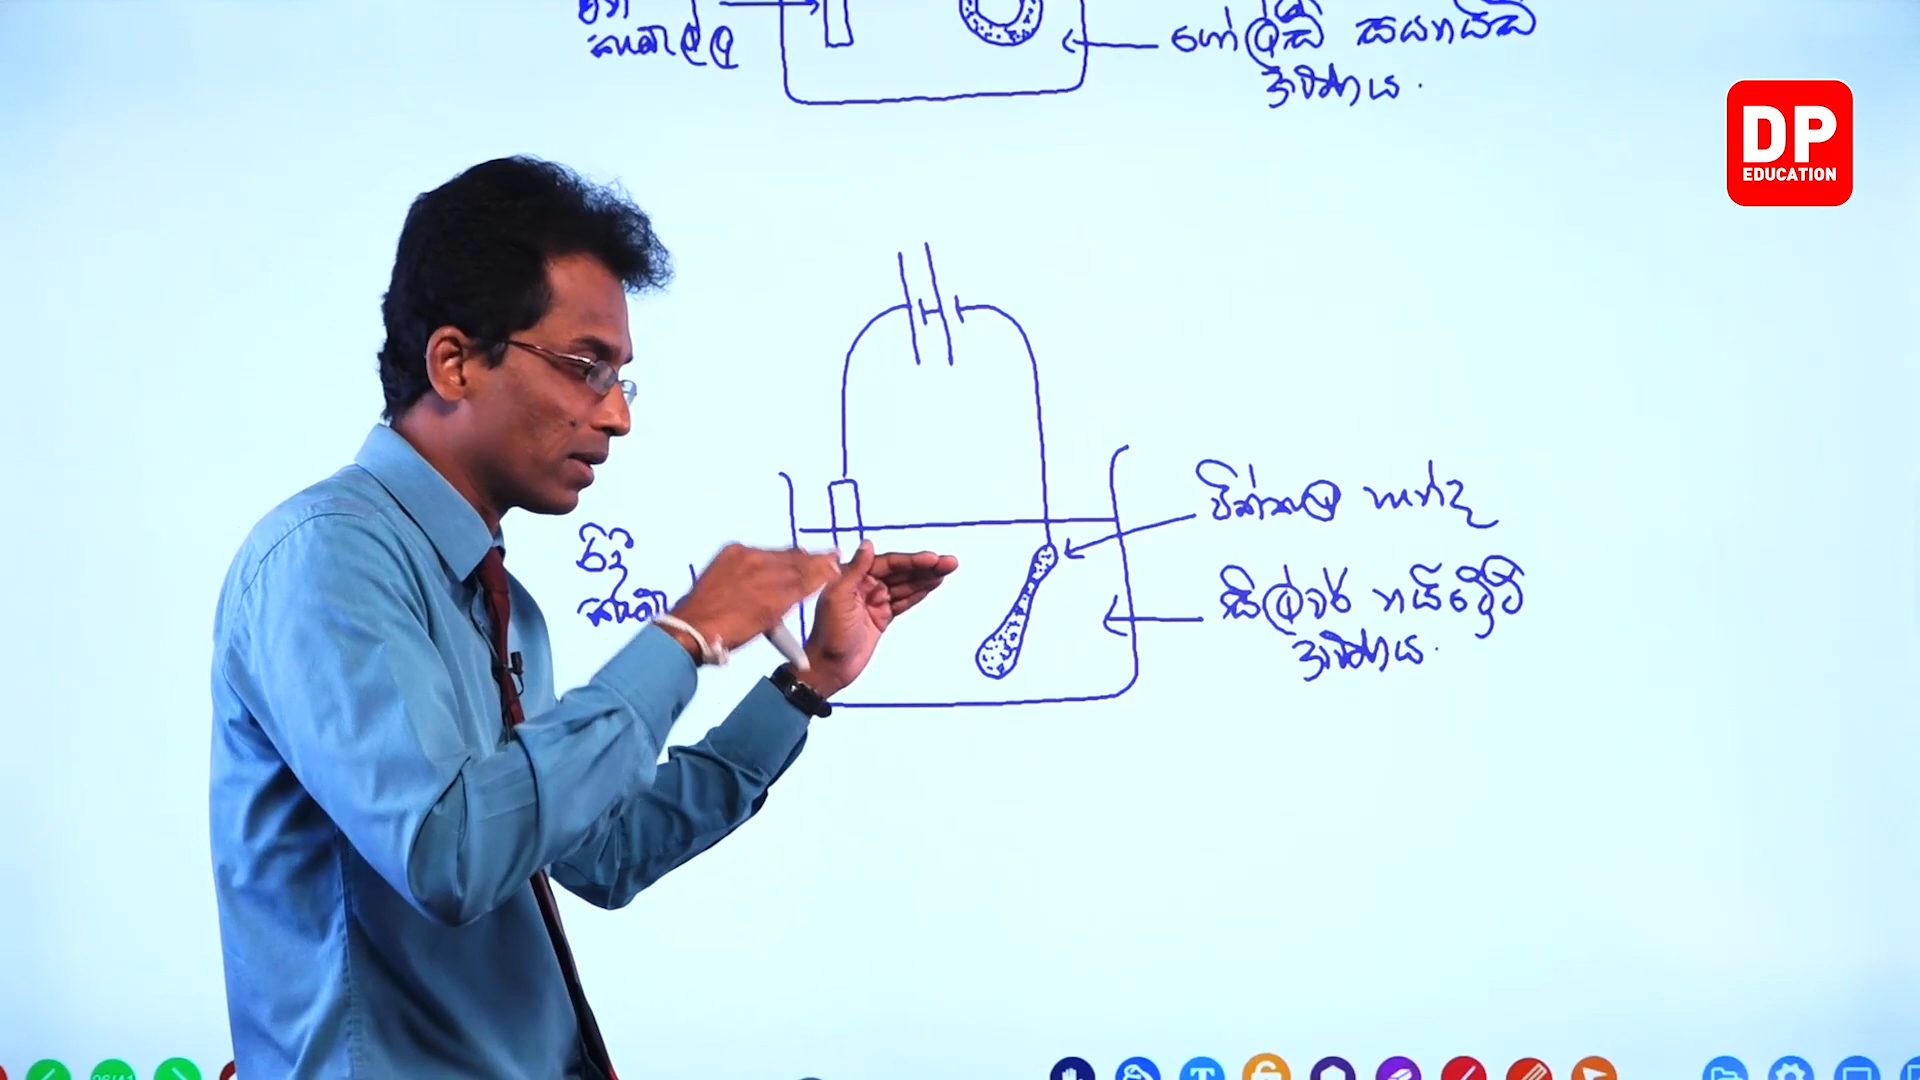 කැබැල්ල
ගෝල්ඩ් සයනයිඩ්
ද්‍රාවණය.
DP
EDUCATION
පිත්තල හැන්ද
රිදී
සිල්වර් නයිට්‍රේට්
ද්‍රාවණය.